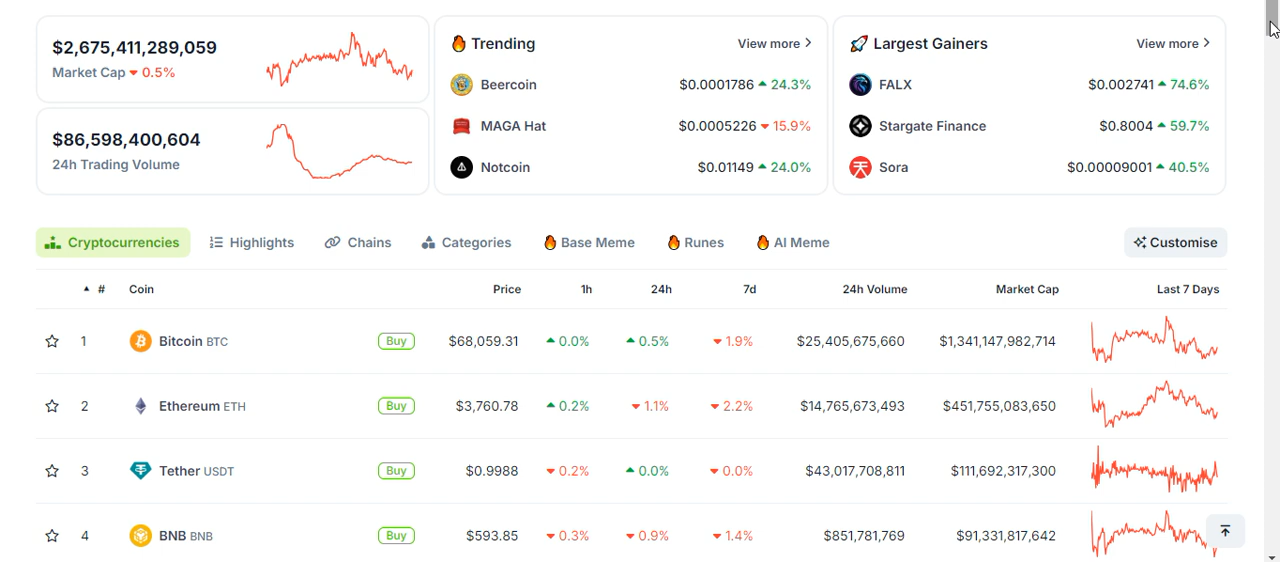 $2,675,411,289,059
Market Cap ▼ 0.5%
$86,598,400,604
24h Trading Volume
Trending View more
Beercoin $0.0001786 ▲ 24.3%
MAGA Hat $0.0005226 ▼ 15.9%
Notcoin $0.01149 ▲ 24.0%
Largest Gainers View more
FALX $0.002741 ▲ 74.6%
Stargate Finance $0.8004 ▲ 59.7%
Sora $0.00009001 ▲ 40.5%
Cryptocurrencies Highlights Chains Categories Base Meme Runes AI Meme Customise
▲ # Coin Price 1h 24h 7d 24h Volume Market Cap Last 7 Days
1 Bitcoin BTC Buy $68,059.31 ▲ 0.0% ▲ 0.5% ▼ 1.9% $25,405,675,660 $1,341,147,982,714
2 Ethereum ETH Buy $3,760.78 ▲ 0.2% ▼ 1.1% ▼ 2.2% $14,765,673,493 $451,755,083,650
3 Tether USDT Buy $0.9988 ▼ 0.2% ▲ 0.0% ▼ 0.0% $43,017,708,811 $111,692,317,300
4 BNB BNB Buy $593.85 ▼ 0.3% ▼ 0.9% ▼ 1.4% $851,781,769 $91,331,817,642